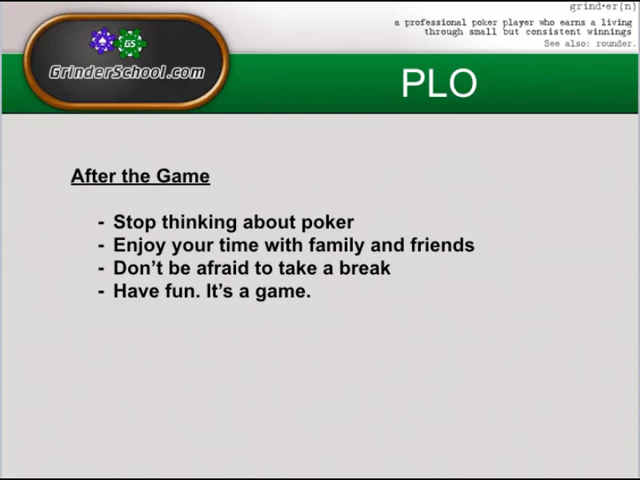 grind·er(n)
a professional poker player who earns a living
through small but consistent winnings
See also: rounder.
GS
GrinderSchool.com
PLO
After the Game
- Stop thinking about poker
- Enjoy your time with family and friends
- Don't be afraid to take a break
- Have fun. It's a game.